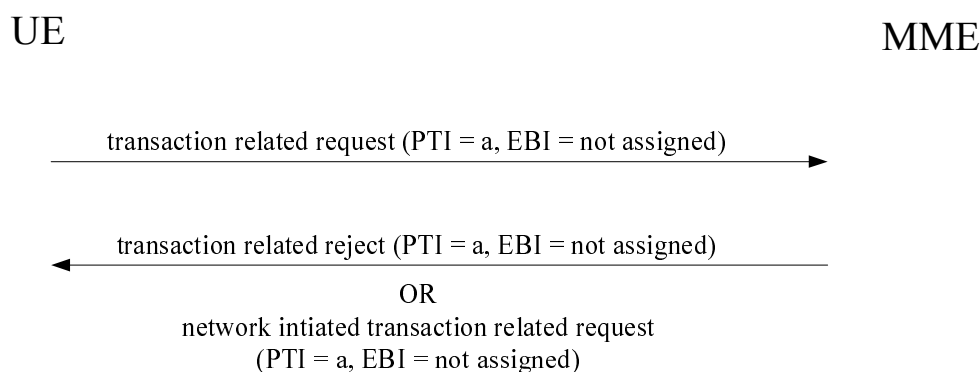 UE
MME
transaction related request (PTI = a, EBI = not assigned)
transaction related reject (PTI = a, EBI = not assigned)
OR
network intiated transaction related request
(PTI = a, EBI = not assigned)